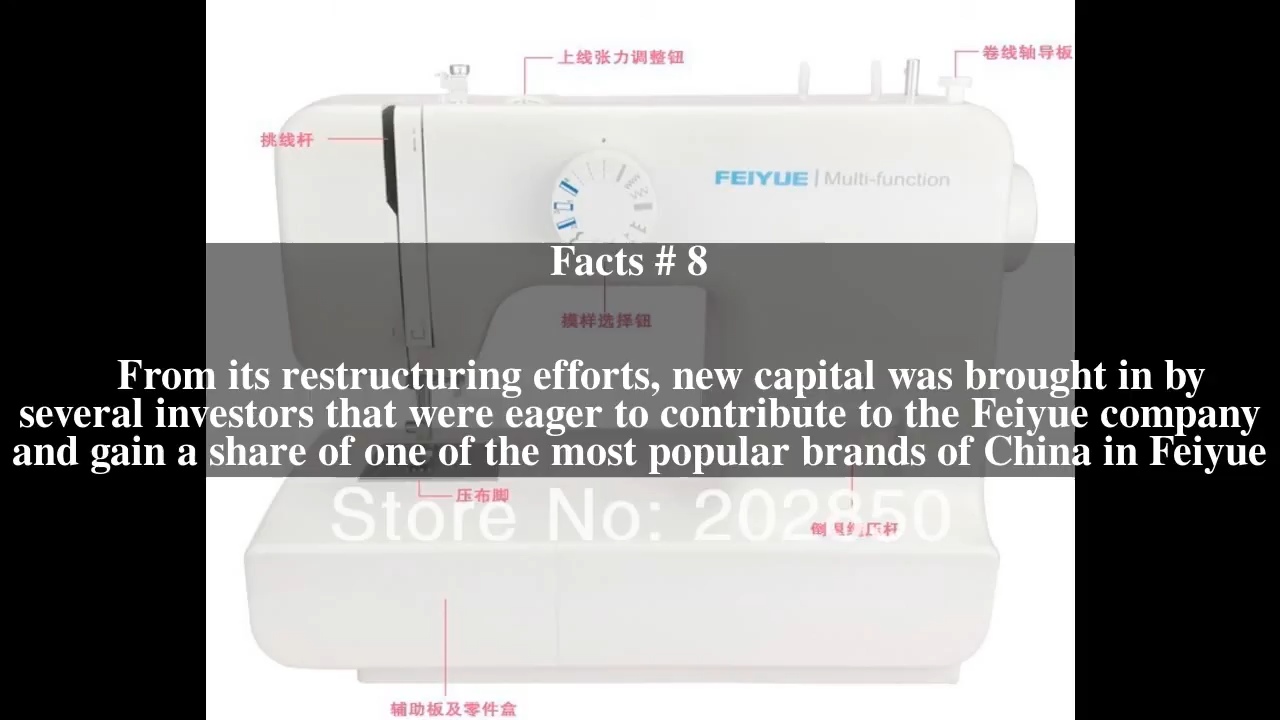 上线张力调整钮
卷线轴导板
挑线杆
FEIYUE | Multi-function
Facts # 8
模样选择钮
From its restructuring efforts, new capital was brought in by
several investors that were eager to contribute to the Feiyue company
and gain a share of one of the most popular brands of China in Feiyue
压布脚
Store No: 202850
辅助板及零件盒